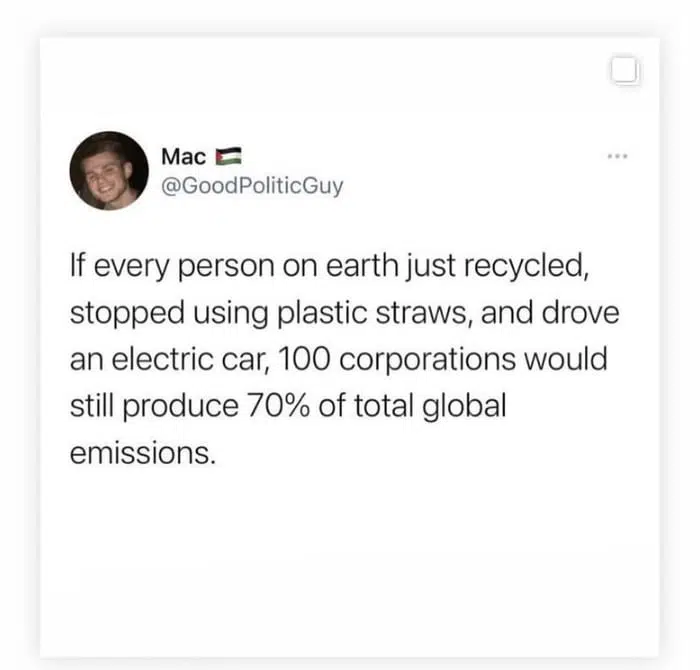 Mac 🇵🇸
@GoodPoliticGuy
If every person on earth just recycled,
stopped using plastic straws, and drove
an electric car, 100 corporations would
still produce 70% of total global
emissions.